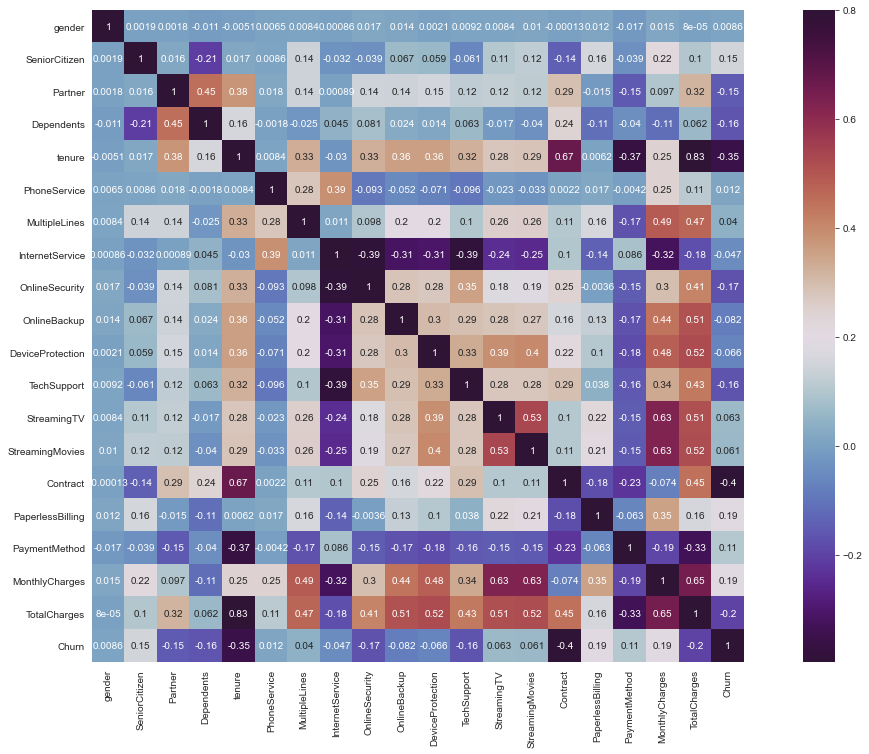 gender 1 0.0019 0.0018 -0.011 -0.0051 0.0065 0.0084 0.00086 0.017 0.014 0.0021 0.0092 0.0084 0.01 -0.00013 0.012 -0.017 0.015 8e-05 0.0086
SeniorCitizen 0.0019 1 0.016 -0.21 0.017 0.0086 0.14 -0.032 -0.039 0.067 0.059 -0.061 0.11 0.12 -0.14 0.16 -0.039 0.22 0.1 0.15
Partner 0.0018 0.016 1 0.45 0.38 0.018 0.14 0.00089 0.14 0.14 0.15 0.12 0.12 0.12 0.29 -0.015 -0.15 0.097 0.32 -0.15
Dependents -0.011 -0.21 0.45 1 0.16 -0.0018 -0.025 0.045 0.081 0.024 0.014 0.063 -0.017 -0.04 0.24 -0.11 -0.04 -0.11 0.062 -0.16
tenure -0.0051 0.017 0.38 0.16 1 0.0084 0.33 -0.03 0.33 0.36 0.36 0.32 0.28 0.29 0.67 0.0062 -0.37 0.25 0.83 -0.35
PhoneService 0.0065 0.0086 0.018 -0.0018 0.0084 1 0.28 0.39 -0.093 -0.052 -0.071 -0.096 -0.023 -0.033 0.0022 0.017 -0.0042 0.25 0.11 0.012
MultipleLines 0.0084 0.14 0.14 -0.025 0.33 0.28 1 0.011 0.098 0.2 0.2 0.1 0.26 0.26 0.11 0.16 -0.17 0.49 0.47 0.04
InternetService 0.00086 -0.032 0.00089 0.045 -0.03 0.39 0.011 1 -0.39 -0.31 -0.31 -0.39 -0.24 -0.25 0.1 -0.14 0.086 -0.32 -0.18 -0.047
OnlineSecurity 0.017 -0.039 0.14 0.081 0.33 -0.093 0.098 -0.39 1 0.28 0.28 0.35 0.18 0.19 0.25 -0.0036 -0.15 0.3 0.41 -0.17
OnlineBackup 0.014 0.067 0.14 0.024 0.36 -0.052 0.2 -0.31 0.28 1 0.3 0.29 0.28 0.27 0.16 0.13 -0.17 0.44 0.51 -0.082
DeviceProtection 0.0021 0.059 0.15 0.014 0.36 -0.071 0.2 -0.31 0.28 0.3 1 0.33 0.39 0.4 0.22 0.1 -0.18 0.48 0.52 -0.066
TechSupport 0.0092 -0.061 0.12 0.063 0.32 -0.096 0.1 -0.39 0.35 0.29 0.33 1 0.28 0.28 0.29 0.038 -0.16 0.34 0.43 -0.16
StreamingTV 0.0084 0.11 0.12 -0.017 0.28 -0.023 0.26 -0.24 0.18 0.28 0.39 0.28 1 0.53 0.1 0.22 -0.15 0.63 0.51 0.063
StreamingMovies 0.01 0.12 0.12 -0.04 0.29 -0.033 0.26 -0.25 0.19 0.27 0.4 0.28 0.53 1 0.11 0.21 -0.15 0.63 0.52 0.061
Contract -0.00013 -0.14 0.29 0.24 0.67 0.0022 0.11 0.1 0.25 0.16 0.22 0.29 0.1 0.11 1 -0.18 -0.23 -0.074 0.45 -0.4
PaperlessBilling 0.012 0.16 -0.015 -0.11 0.0062 0.017 0.16 -0.14 -0.0036 0.13 0.1 0.038 0.22 0.21 -0.18 1 -0.063 0.35 0.16 0.19
PaymentMethod -0.017 -0.039 -0.15 -0.04 -0.37 -0.0042 -0.17 0.086 -0.15 -0.17 -0.18 -0.16 -0.15 -0.15 -0.23 -0.063 1 -0.19 -0.33 0.11
MonthlyCharges 0.015 0.22 0.097 -0.11 0.25 0.25 0.49 -0.32 0.3 0.44 0.48 0.34 0.63 0.63 -0.074 0.35 -0.19 1 0.65 0.19
TotalCharges 8e-05 0.1 0.32 0.062 0.83 0.11 0.47 -0.18 0.41 0.51 0.52 0.43 0.51 0.52 0.45 0.16 -0.33 0.65 1 -0.2
Churn 0.0086 0.15 -0.15 -0.16 -0.35 0.012 0.04 -0.047 -0.17 -0.082 -0.066 -0.16 0.063 0.061 -0.4 0.19 0.11 0.19 -0.2 1
gender SeniorCitizen Partner Dependents tenure PhoneService MultipleLines InternetService OnlineSecurity OnlineBackup DeviceProtection TechSupport StreamingTV StreamingMovies Contract PaperlessBilling PaymentMethod MonthlyCharges TotalCharges Churn
0.8
0.6
0.4
0.2
0.0
-0.2